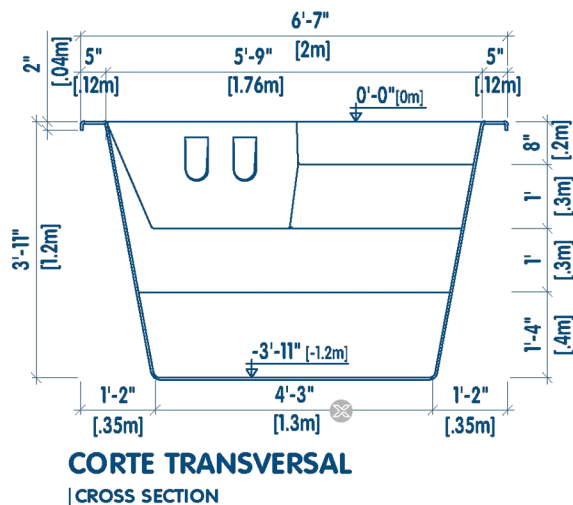 6'-7"
[2m]
5" 5'-9" 5"
[.12m] [1.76m] [.12m]
2"
[.04m]
0'-0"[0m]
8"
[.2m]
1'
[.3m]
3'-11"
[1.2m]
1'
[.3m]
1'-4"
[.4m]
-3'-11" [-1.2m]
1'-2" 4'-3" 1'-2"
[.35m] [1.3m] [.35m]
CORTE TRANSVERSAL
|CROSS SECTION